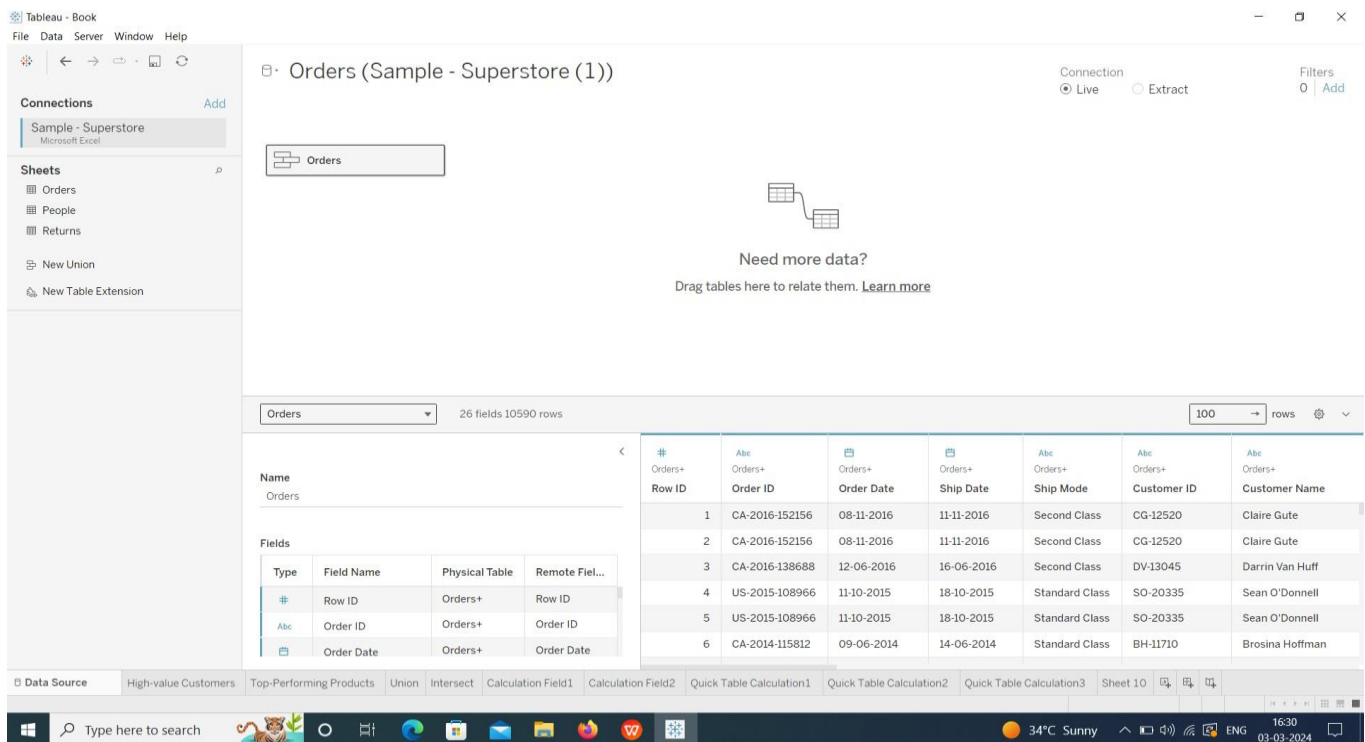 Tableau - Book
File Data Server Window Help
Connections Add
Sample - Superstore
Microsoft Excel
Sheets
Orders
People
Returns
New Union
New Table Extension
Orders (Sample - Superstore (1))
Connection
Live Extract
Filters
0 Add
Orders
Need more data?
Drag tables here to relate them. Learn more
Orders 26 fields 10590 rows 100 → rows
Name
Orders
Fields
Type Field Name Physical Table Remote Fiel...
# Row ID Orders+ Row ID
Abc Order ID Orders+ Order ID
Order Date Orders+ Order Date
# Abc Abc Abc Abc
Orders+ Orders+ Orders+ Orders+ Orders+ Orders+ Orders+
Row ID Order ID Order Date Ship Date Ship Mode Customer ID Customer Name
1 CA-2016-152156 08-11-2016 11-11-2016 Second Class CG-12520 Claire Gute
2 CA-2016-152156 08-11-2016 11-11-2016 Second Class CG-12520 Claire Gute
3 CA-2016-138688 12-06-2016 16-06-2016 Second Class DV-13045 Darrin Van Huff
4 US-2015-108966 11-10-2015 18-10-2015 Standard Class SO-20335 Sean O'Donnell
5 US-2015-108966 11-10-2015 18-10-2015 Standard Class SO-20335 Sean O'Donnell
6 CA-2014-115812 09-06-2014 14-06-2014 Standard Class BH-11710 Brosina Hoffman
Data Source High-value Customers Top-Performing Products Union Intersect Calculation Field1 Calculation Field2 Quick Table Calculation1 Quick Table Calculation2 Quick Table Calculation3 Sheet 10
Type here to search 34°C Sunny ENG 16:30
03-03-2024